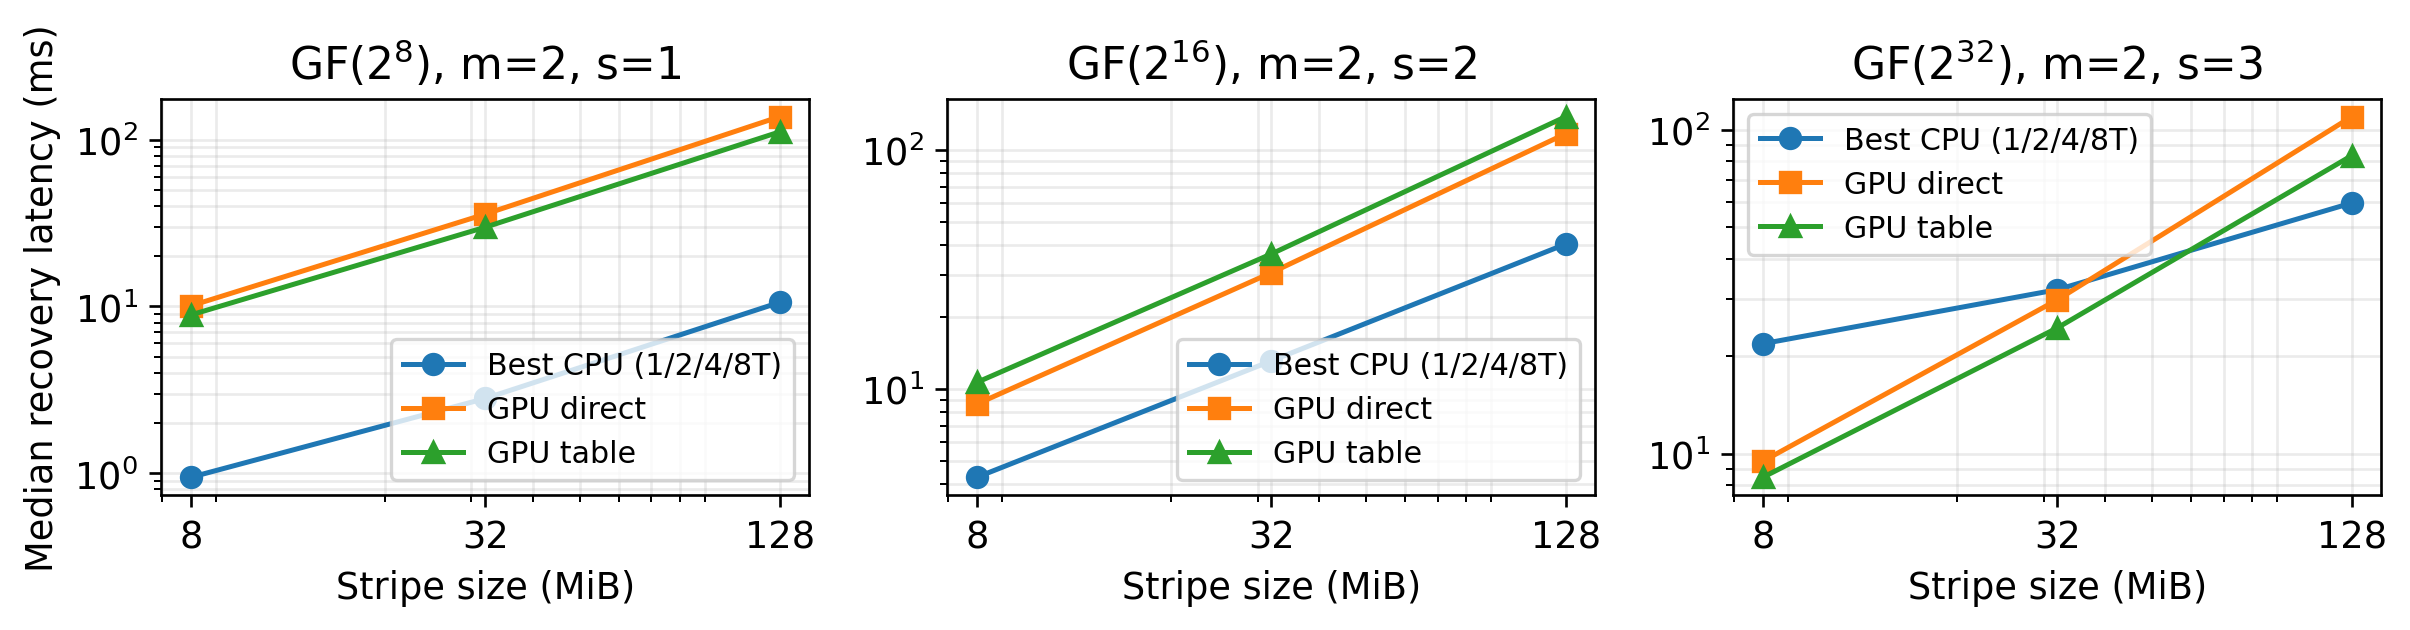 Median recovery latency (ms)
GF(2⁸), m=2, s=1
10²
10¹
10⁰
Best CPU (1/2/4/8T)
GPU direct
GPU table
8 32 128
Stripe size (MiB)
GF(2¹⁶), m=2, s=2
10²
10¹
Best CPU (1/2/4/8T)
GPU direct
GPU table
8 32 128
Stripe size (MiB)
GF(2³²), m=2, s=3
10²
10¹
Best CPU (1/2/4/8T)
GPU direct
GPU table
8 32 128
Stripe size (MiB)